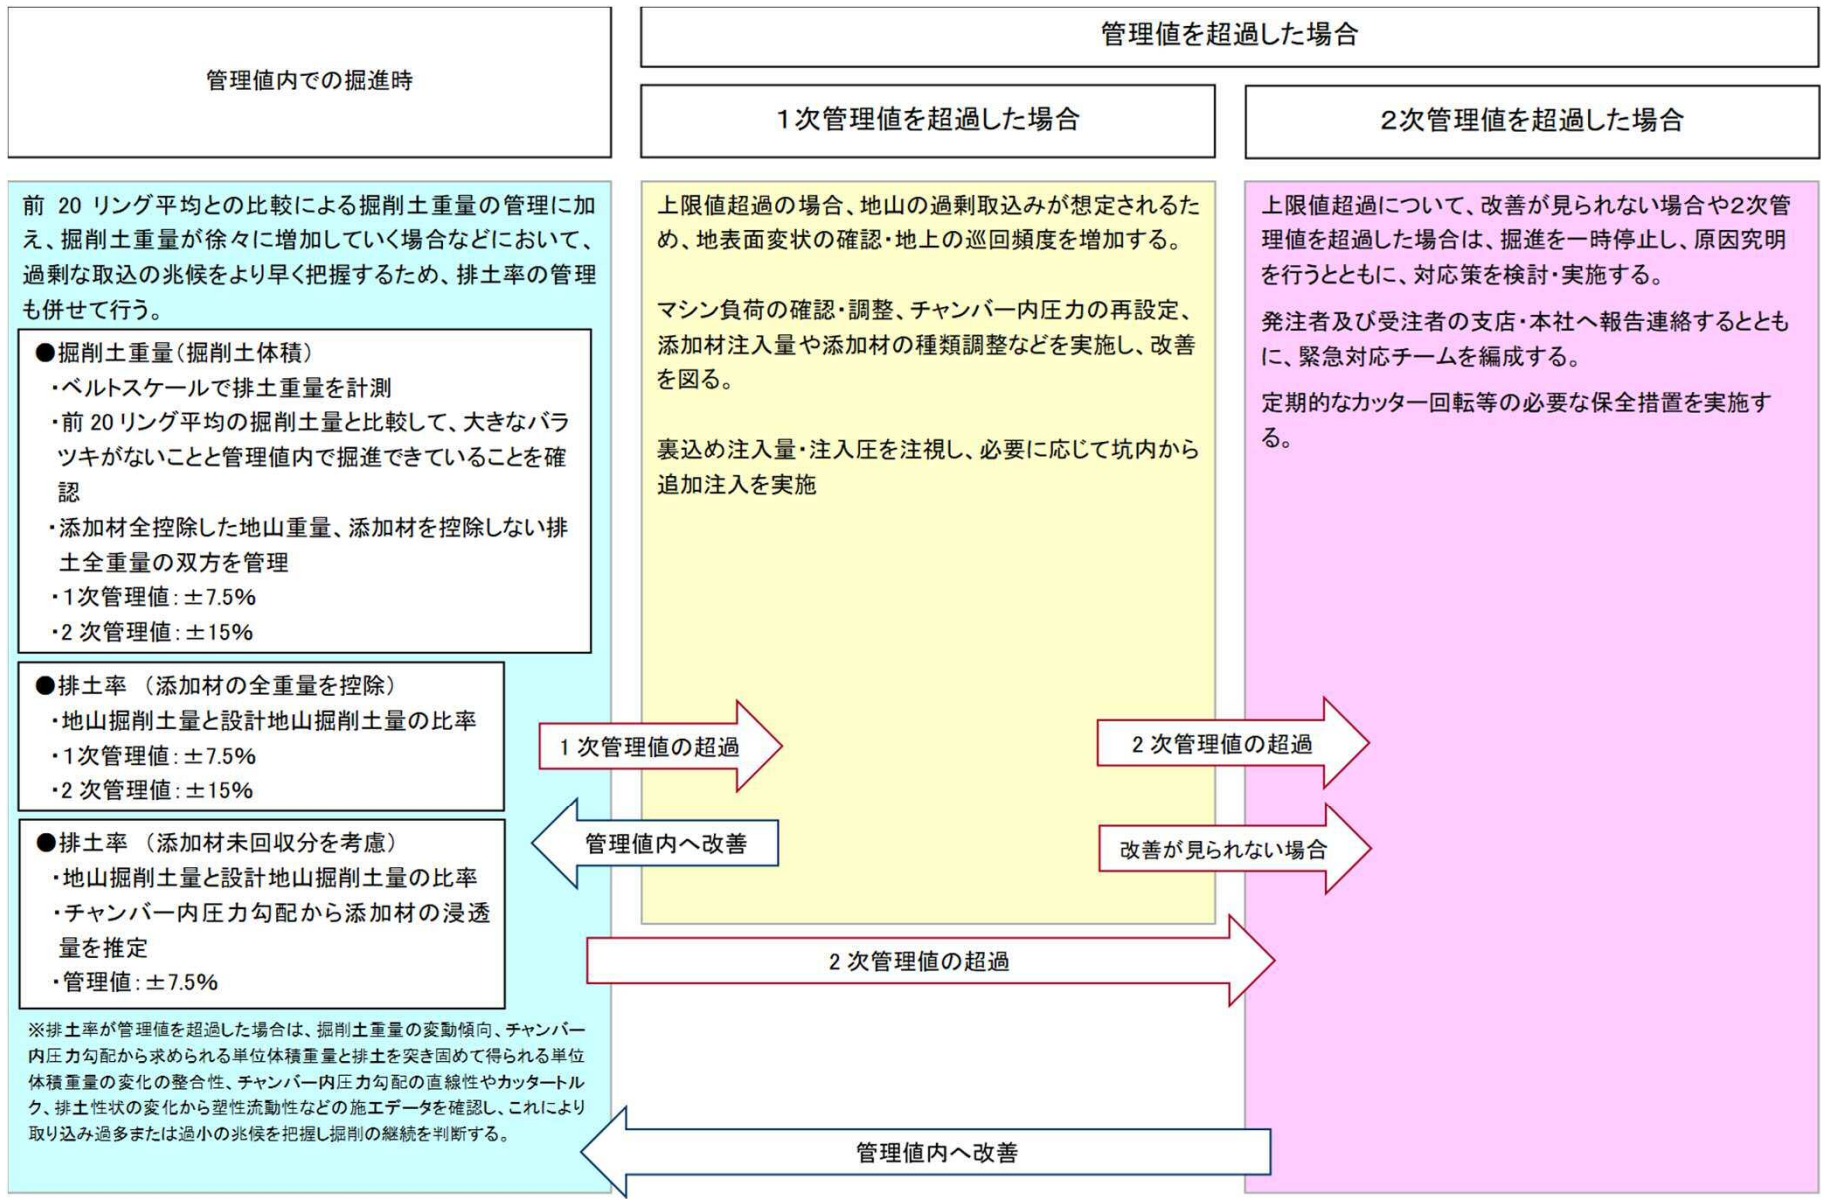 管理値内での掘進時
管理値を超過した場合
1次管理値を超過した場合
2次管理値を超過した場合
前 20 リング平均との比較による掘削土重量の管理に加
え、掘削土重量が徐々に増加していく場合などにおいて、
過剰な取込の兆候をより早く把握するため、排土率の管理
も併せて行う。
●掘削土重量(掘削土体積)
・ベルトスケールで排土重量を計測
・前 20 リング平均の掘削土量と比較して、大きなバラ
ツキがないことと管理値内で掘進できていることを確
認
・添加材全控除した地山重量、添加材を控除しない排
土全重量の双方を管理
・1次管理値:±7.5%
・2 次管理値:±15%
●排土率 (添加材の全重量を控除)
・地山掘削土量と設計地山掘削土量の比率
・1次管理値:±7.5%
・2 次管理値:±15%
●排土率 (添加材未回収分を考慮)
・地山掘削土量と設計地山掘削土量の比率
・チャンバー内圧力勾配から添加材の浸透
量を推定
・管理値:±7.5%
※排土率が管理値を超過した場合は、掘削土重量の変動傾向、チャンバー
内圧力勾配から求められる単位体積重量と排土を突き固めて得られる単位
体積重量の変化の整合性、チャンバー内圧力勾配の直線性やカッタートル
ク、排土性状の変化から塑性流動性などの施工データを確認し、これにより
取り込み過多または過小の兆候を把握し掘削の継続を判断する。
上限値超過の場合、地山の過剰取込みが想定されるた
め、地表面変状の確認・地上の巡回頻度を増加する。
マシン負荷の確認・調整、チャンバー内圧力の再設定、
添加材注入量や添加材の種類調整などを実施し、改善
を図る。
裏込め注入量・注入圧を注視し、必要に応じて坑内から
追加注入を実施
上限値超過について、改善が見られない場合や2次管
理値を超過した場合は、掘進を一時停止し、原因究明
を行うとともに、対応策を検討・実施する。
発注者及び受注者の支店・本社へ報告連絡するととも
に、緊急対応チームを編成する。
定期的なカッター回転等の必要な保全措置を実施す
る。
1 次管理値の超過
2 次管理値の超過
管理値内へ改善
改善が見られない場合
2 次管理値の超過
管理値内へ改善